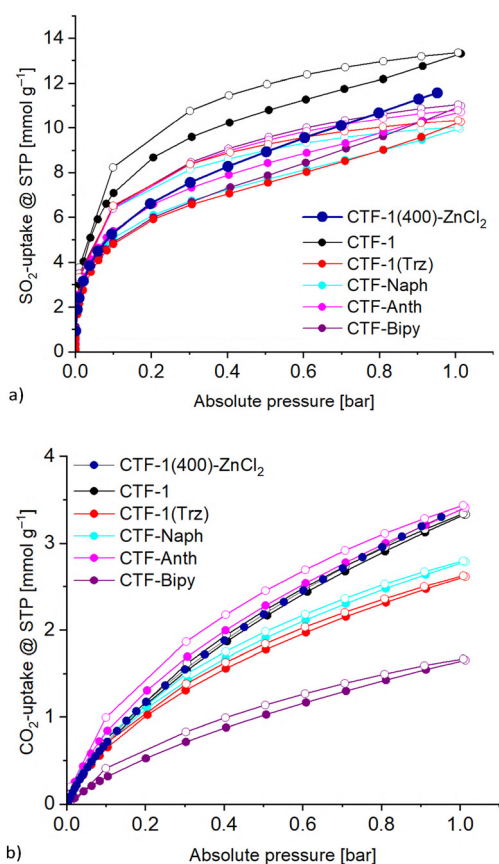 14
12
10
8
6
4
2
0
SO₂-uptake @ STP [mmol g⁻¹]
CTF-1(400)-ZnCl₂
CTF-1
CTF-1(Trz)
CTF-Naph
CTF-Anth
CTF-Bipy
0.0 0.2 0.4 0.6 0.8 1.0
Absolute pressure [bar]
a)
4
3
2
1
0
CO₂-uptake @ STP [mmol g⁻¹]
CTF-1(400)-ZnCl₂
CTF-1
CTF-1(Trz)
CTF-Naph
CTF-Anth
CTF-Bipy
0.0 0.2 0.4 0.6 0.8 1.0
Absolute pressure [bar]
b)